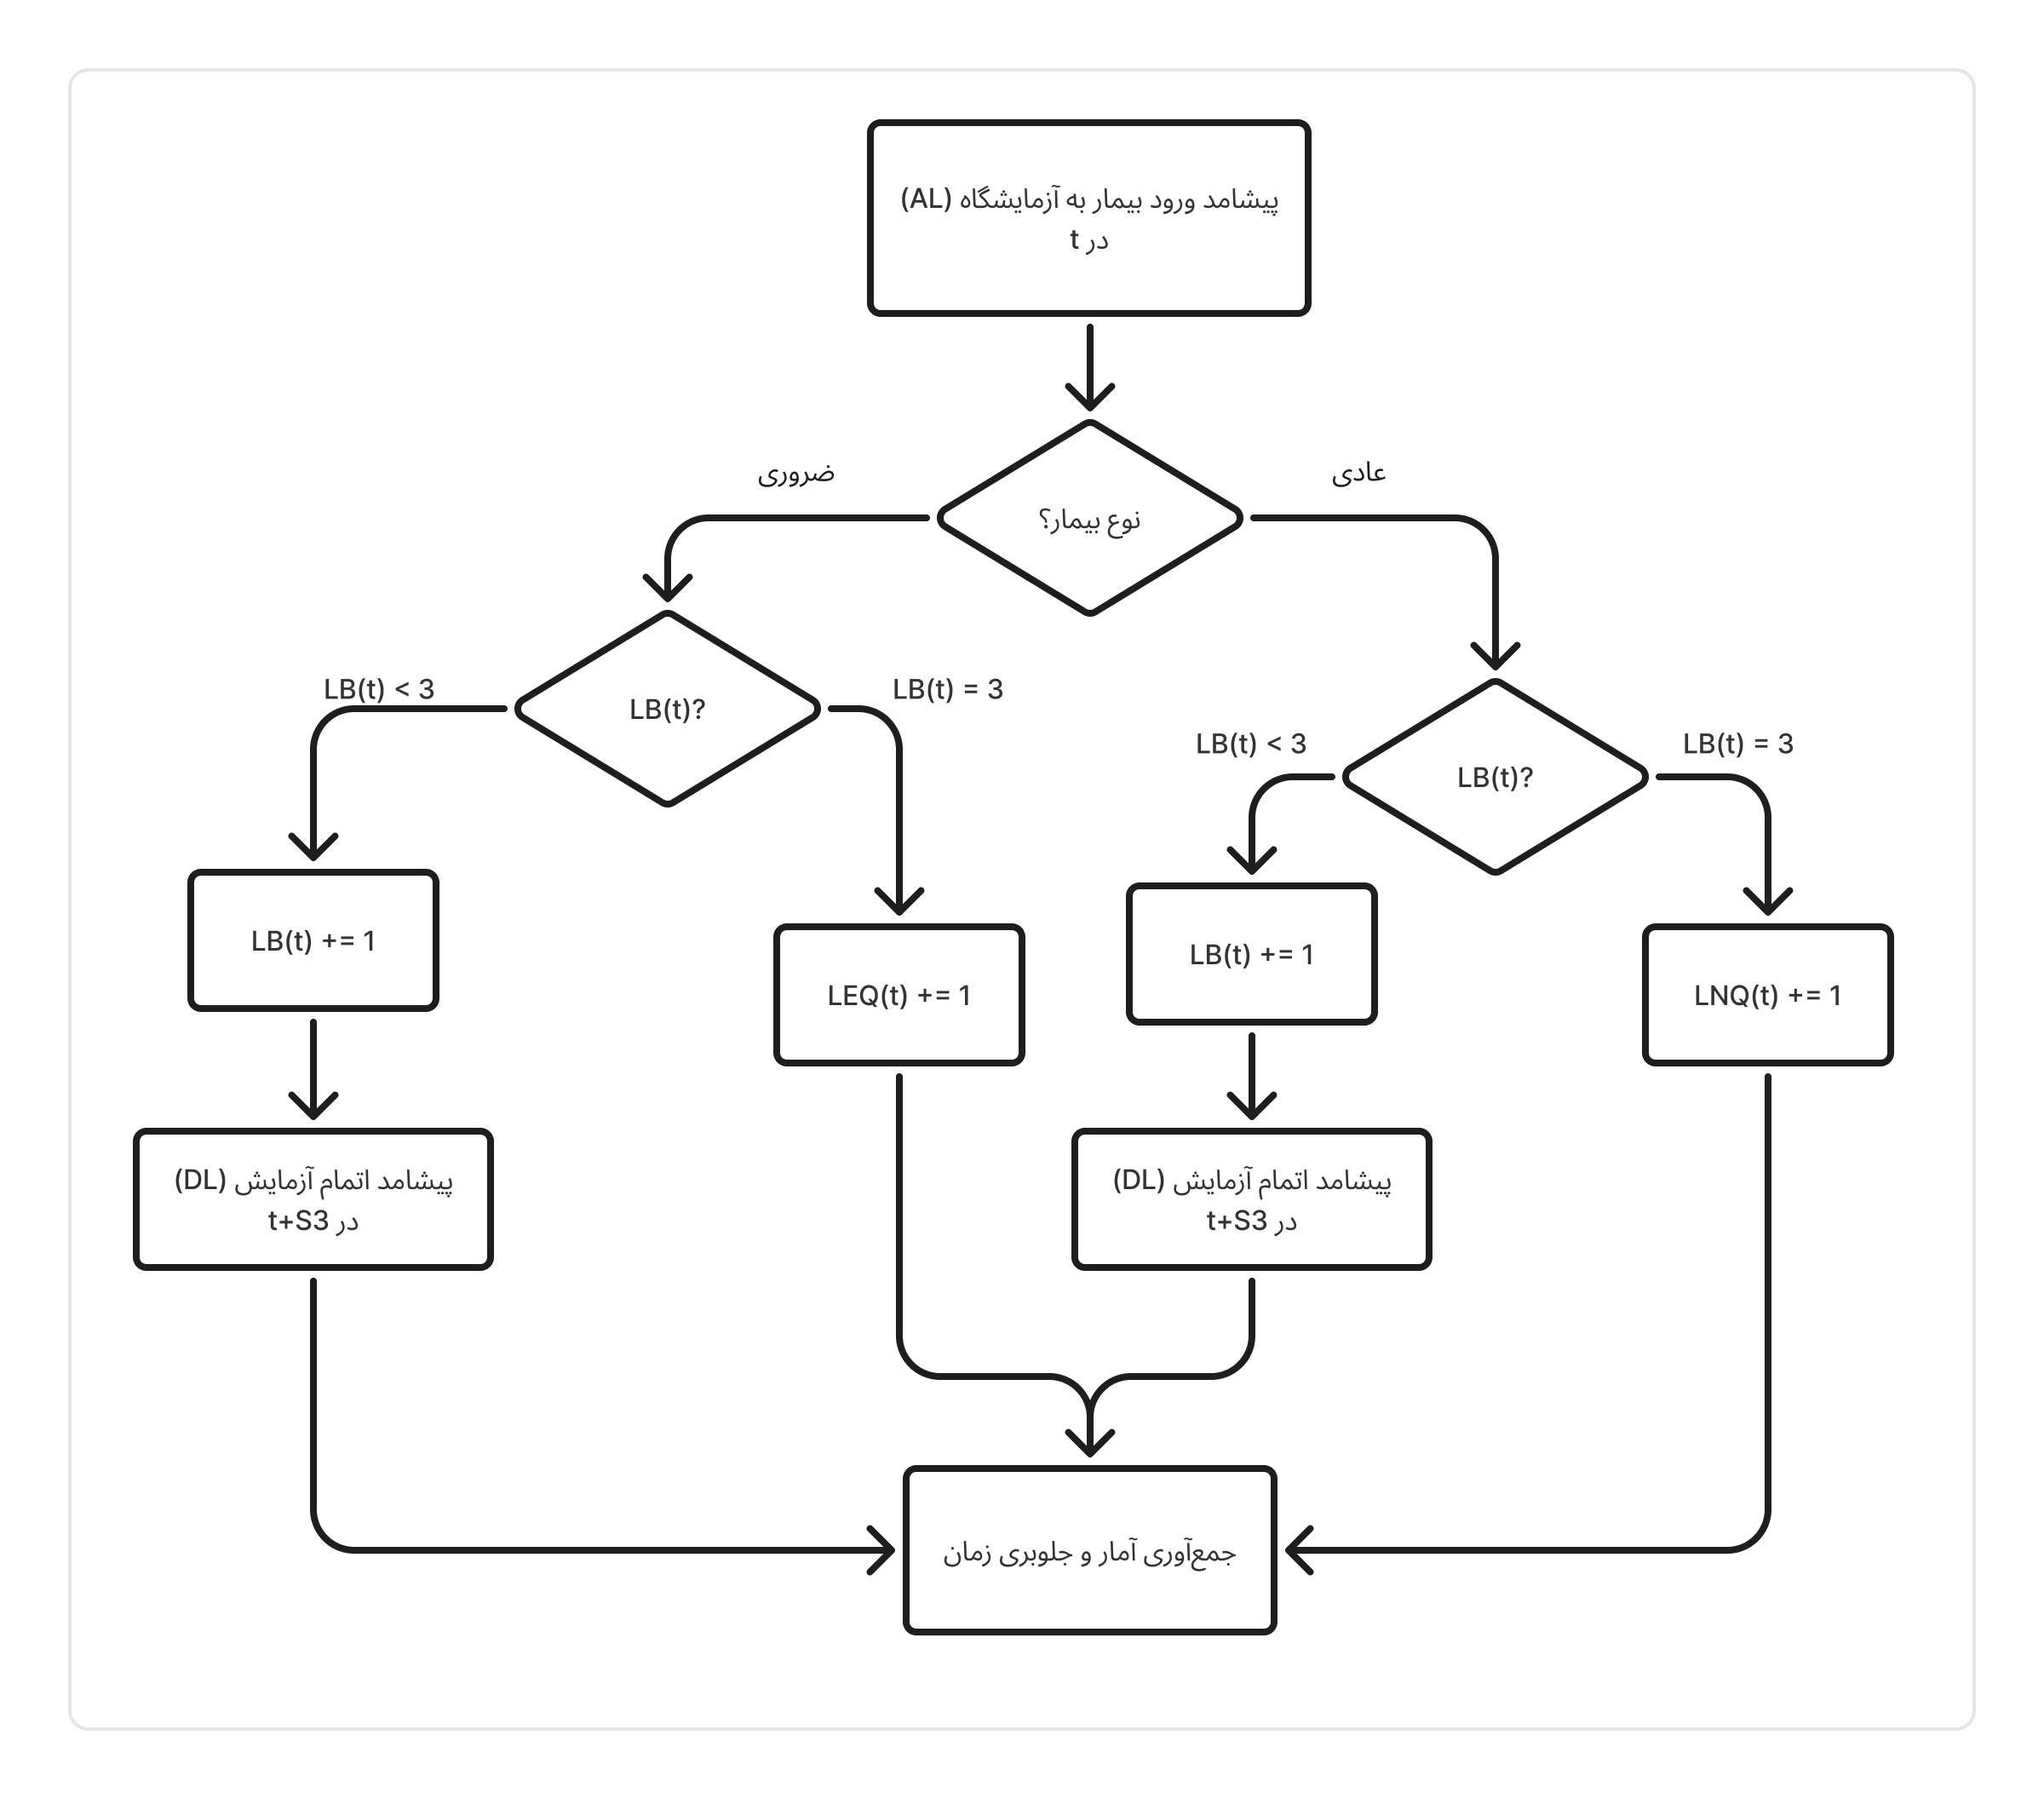 پیشامد ورود بیمار به آزمایشگاه (AL)
در t
ضروری
عادی
نوع بیمار؟
LB(t) < 3
LB(t)?
LB(t) = 3
LB(t) < 3
LB(t)?
LB(t) = 3
LB(t) += 1
LEQ(t) += 1
LB(t) += 1
LNQ(t) += 1
پیشامد اتمام آزمایش (DL)
در t+S3
پیشامد اتمام آزمایش (DL)
در t+S3
جمع‌آوری آمار و جلوبری زمان